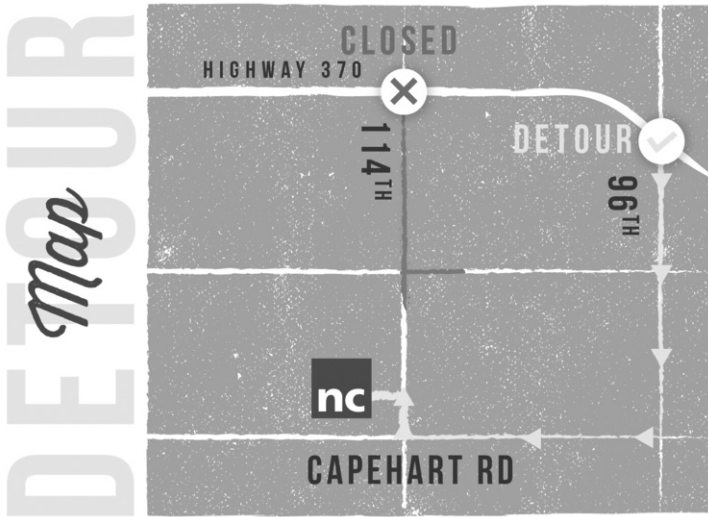 DETOUR
Map
CLOSED
HIGHWAY 370
114TH
DETOUR
96TH
nc
CAPEHART RD